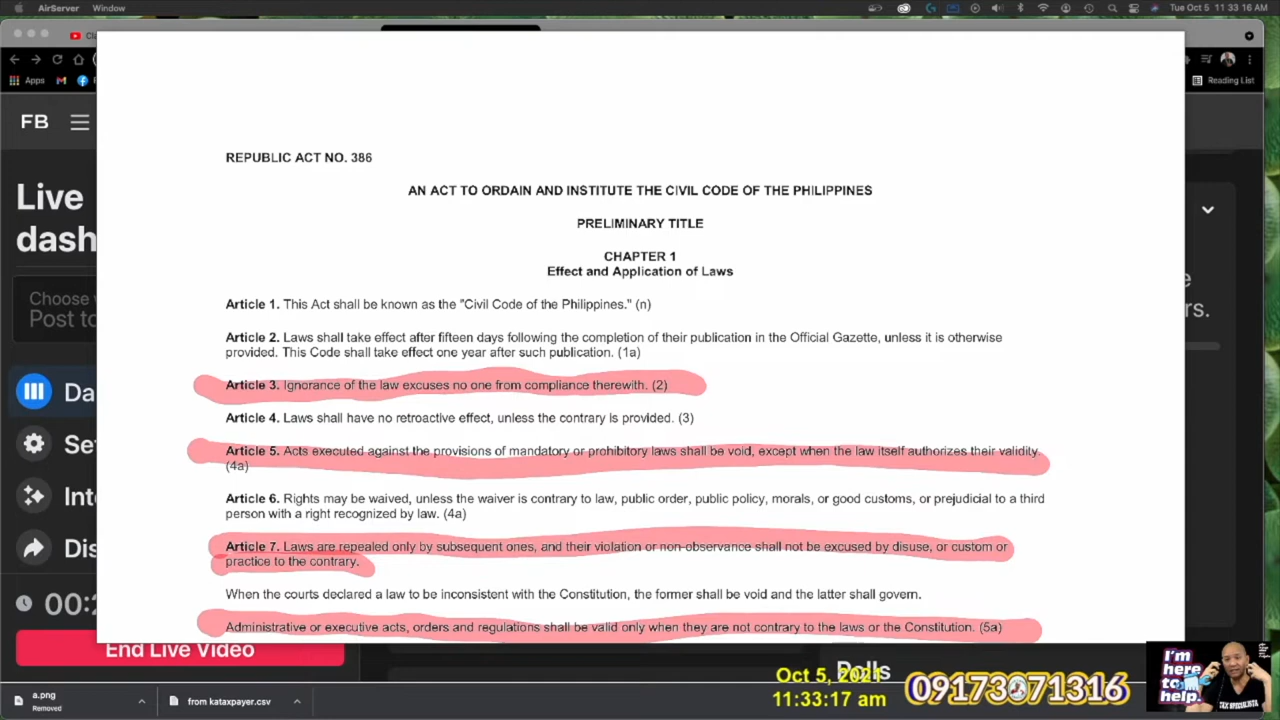 AirServer Window
Tue Oct 5 11:33:16 AM
Apps
Reading List
FB
Live
dash
Choose
Post to
Da
Set
Inte
Dis
00:2
End Live Video
rs.
Polls
REPUBLIC ACT NO. 386
AN ACT TO ORDAIN AND INSTITUTE THE CIVIL CODE OF THE PHILIPPINES
PRELIMINARY TITLE
CHAPTER 1
Effect and Application of Laws
Article 1. This Act shall be known as the "Civil Code of the Philippines." (n)
Article 2. Laws shall take effect after fifteen days following the completion of their publication in the Official Gazette, unless it is otherwise
provided. This Code shall take effect one year after such publication. (1a)
Article 3. Ignorance of the law excuses no one from compliance therewith. (2)
Article 4. Laws shall have no retroactive effect, unless the contrary is provided. (3)
Article 5. Acts executed against the provisions of mandatory or prohibitory laws shall be void, except when the law itself authorizes their validity.
(4a)
Article 6. Rights may be waived, unless the waiver is contrary to law, public order, public policy, morals, or good customs, or prejudicial to a third
person with a right recognized by law. (4a)
Article 7. Laws are repealed only by subsequent ones, and their violation or non-observance shall not be excused by disuse, or custom or
practice to the contrary.
When the courts declared a law to be inconsistent with the Constitution, the former shall be void and the latter shall govern.
Administrative or executive acts, orders and regulations shall be valid only when they are not contrary to the laws or the Constitution. (5a)
Oct 5, 2021
11:33:17 am
09173071316
I'm
here
to
help.
TAX SPECIALISTA
a.png
Removed
from kataxpayer.csv